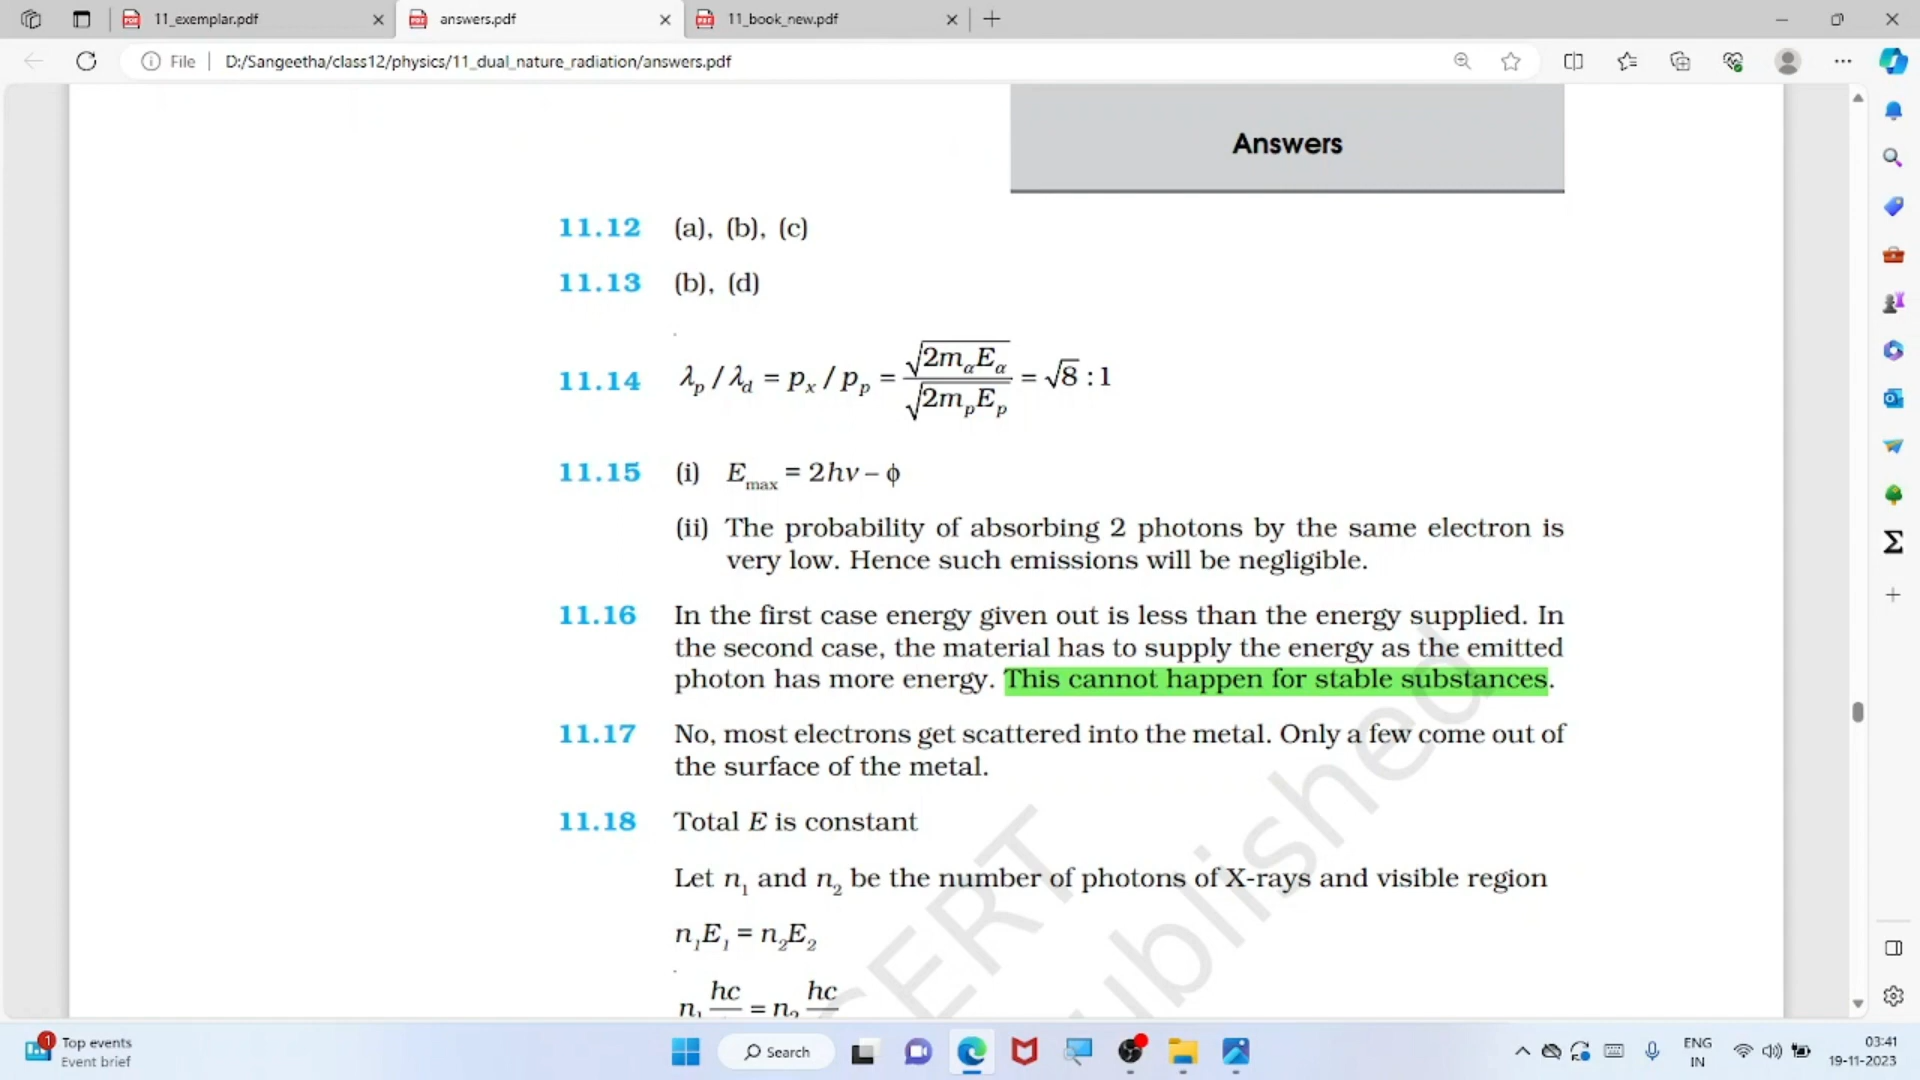 11_exemplar.pdf
answers.pdf
11_book_new.pdf
File
D:/Sangeetha/class12/physics/11_dual_nature_radiation/answers.pdf
Answers
11.12 (a), (b), (c)
11.13 (b), (d)
11.14 λp / λd = px / pp = √2mαEα / √2mpEp = √8 : 1
11.15 (i) Emax = 2hν – ϕ
(ii) The probability of absorbing 2 photons by the same electron is
very low. Hence such emissions will be negligible.
11.16 In the first case energy given out is less than the energy supplied. In
the second case, the material has to supply the energy as the emitted
photon has more energy. This cannot happen for stable substances.
11.17 No, most electrons get scattered into the metal. Only a few come out of
the surface of the metal.
11.18 Total E is constant
Let n1 and n2 be the number of photons of X-rays and visible region
n1E1 = n2E2
n1 hc = n2 hc
ERT
ublished
1
Top events
Event brief
Search
ENG
IN
03:41
19-11-2023